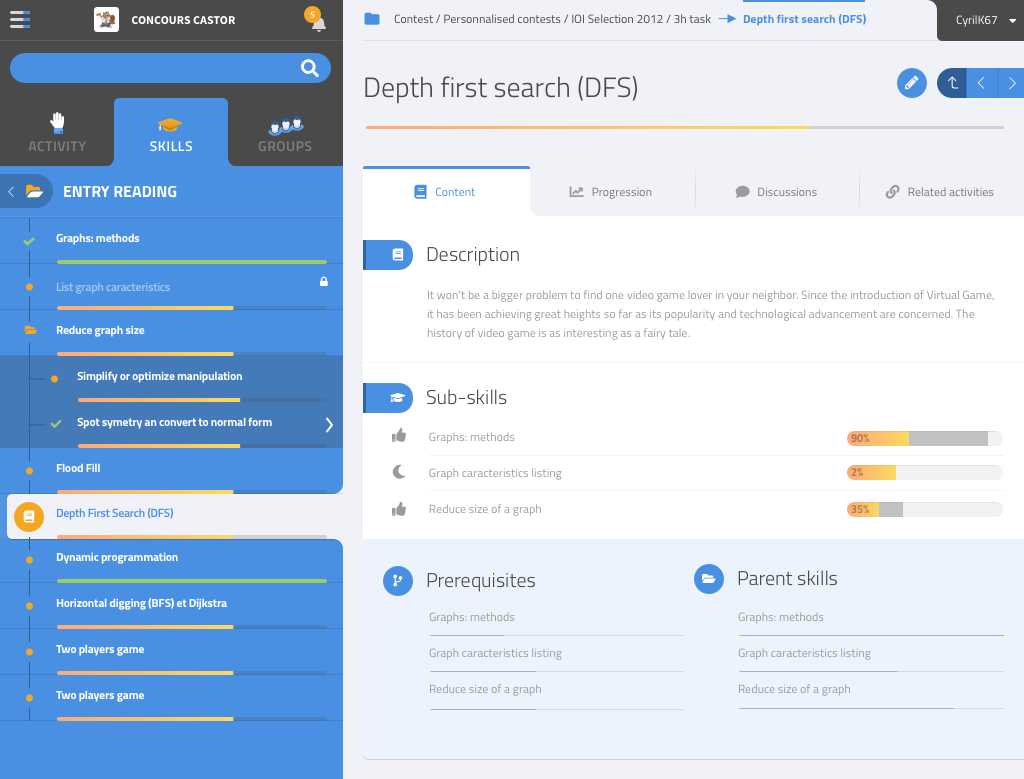 CONCOURS CASTOR
5
Contest / Personnalised contests / IOI Selection 2012 / 3h task
Depth first search (DFS)
CyrilK67
ACTIVITY
SKILLS
GROUPS
ENTRY READING
Graphs: methods
List graph caracteristics
Reduce graph size
Simplify or optimize manipulation
Spot symetry an convert to normal form
Flood Fill
Depth First Search (DFS)
Dynamic programmation
Horizontal digging (BFS) et Dijkstra
Two players game
Two players game
Depth first search (DFS)
Content
Progression
Discussions
Related activities
Description
It won't be a bigger problem to find one video game lover in your neighbor. Since the introduction of Virtual Game,
it has been achieving great heights so far as its popularity and technological advancement are concerned. The
history of video game is as interesting as a fairy tale.
Sub-skills
Graphs: methods
90%
Graph caracteristics listing
2%
Reduce size of a graph
35%
Prerequisites
Graphs: methods
Graph caracteristics listing
Reduce size of a graph
Parent skills
Graphs: methods
Graph caracteristics listing
Reduce size of a graph